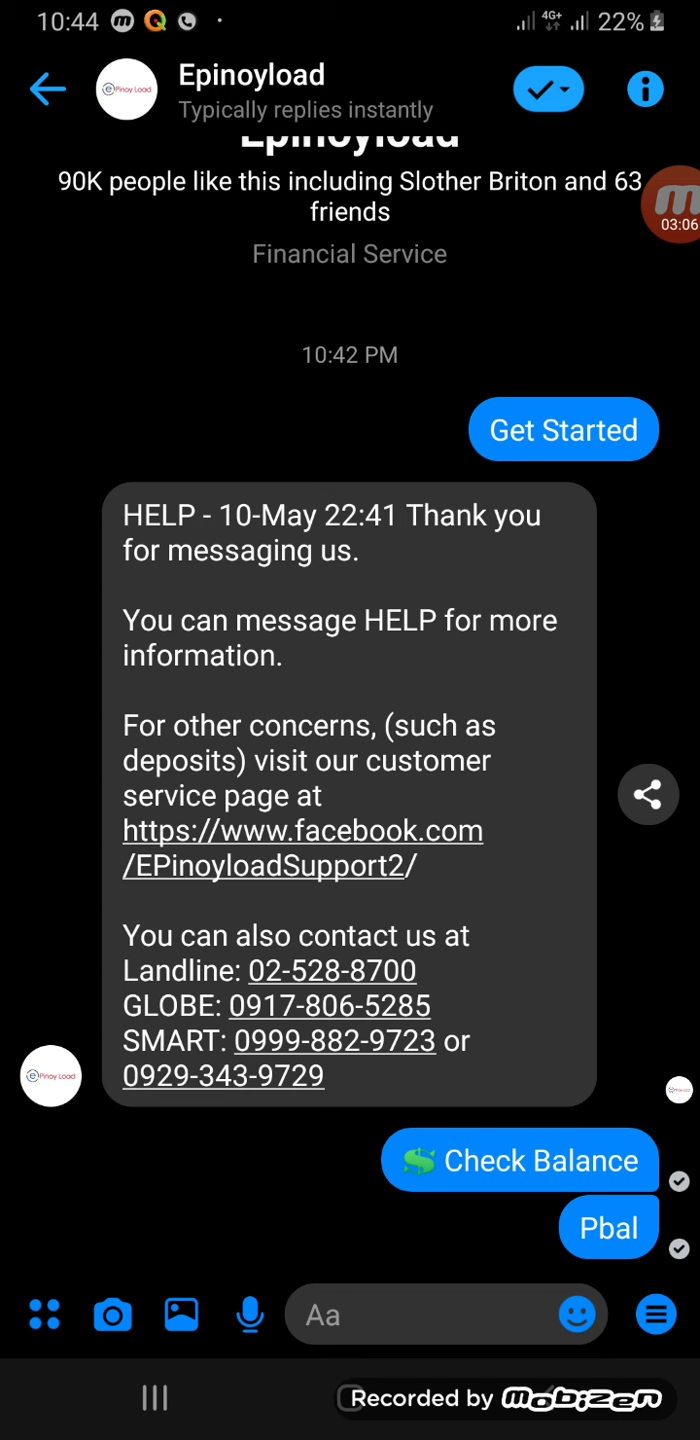 10:44 4G+ 22%
Epinoyload
Typically replies instantly
Epinoyload
90K people like this including Slother Briton and 63
friends
03:06
Financial Service
10:42 PM
Get Started
HELP - 10-May 22:41 Thank you
for messaging us.
You can message HELP for more
information.
For other concerns, (such as
deposits) visit our customer
service page at
https://www.facebook.com
/EPinoyloadSupport2/
You can also contact us at
Landline: 02-528-8700
GLOBE: 0917-806-5285
SMART: 0999-882-9723 or
0929-343-9729
ePinoy Load
💲 Check Balance
Pbal
Aa
Recorded by mobizen